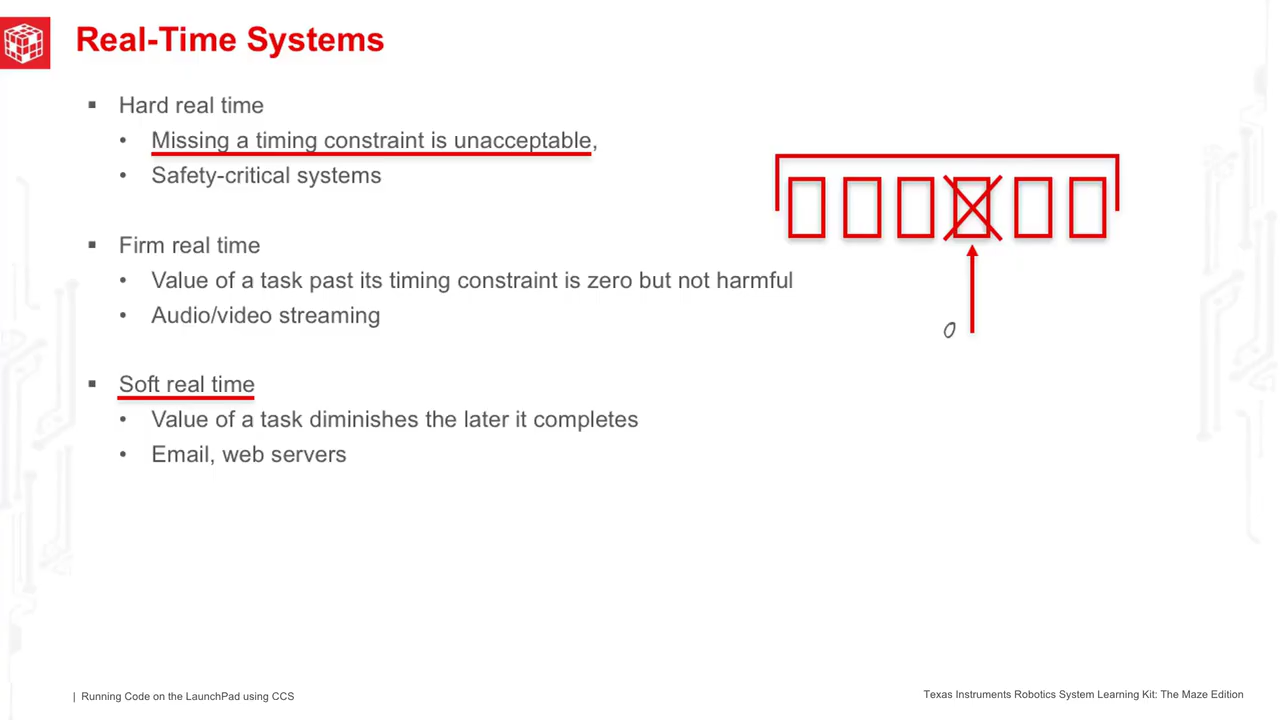 Real-Time Systems
▪ Hard real time
• Missing a timing constraint is unacceptable,
• Safety-critical systems
▪ Firm real time
• Value of a task past its timing constraint is zero but not harmful
• Audio/video streaming
0
▪ Soft real time
• Value of a task diminishes the later it completes
• Email, web servers
| Running Code on the LaunchPad using CCS
Texas Instruments Robotics System Learning Kit: The Maze Edition